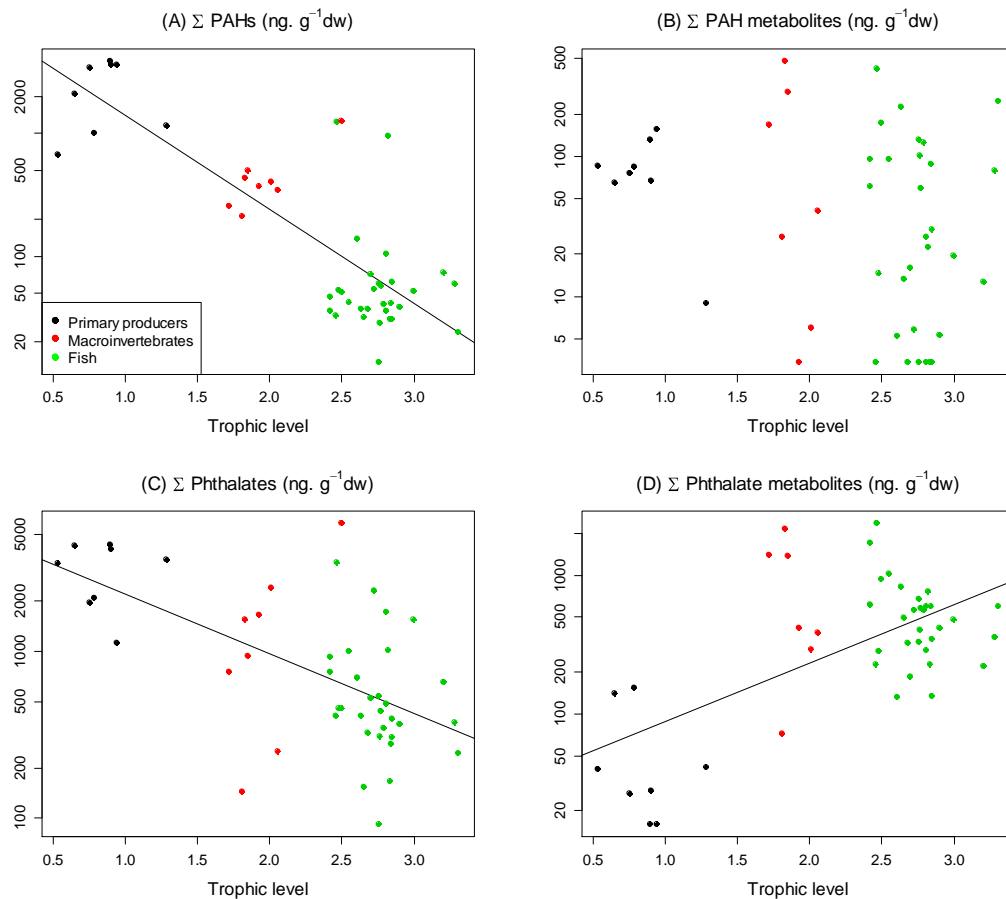 (A) Σ PAHs (ng. g⁻¹dw)
2000
500
100
50
20
Primary producers
Macroinvertebrates
Fish
0.5 1.0 1.5 2.0 2.5 3.0
Trophic level
(B) Σ PAH metabolites (ng. g⁻¹dw)
500
200
100
50
20
10
5
0.5 1.0 1.5 2.0 2.5 3.0
Trophic level
(C) Σ Phthalates (ng. g⁻¹dw)
5000
2000
1000
500
200
100
0.5 1.0 1.5 2.0 2.5 3.0
Trophic level
(D) Σ Phthalate metabolites (ng. g⁻¹dw)
1000
500
200
100
50
20
0.5 1.0 1.5 2.0 2.5 3.0
Trophic level